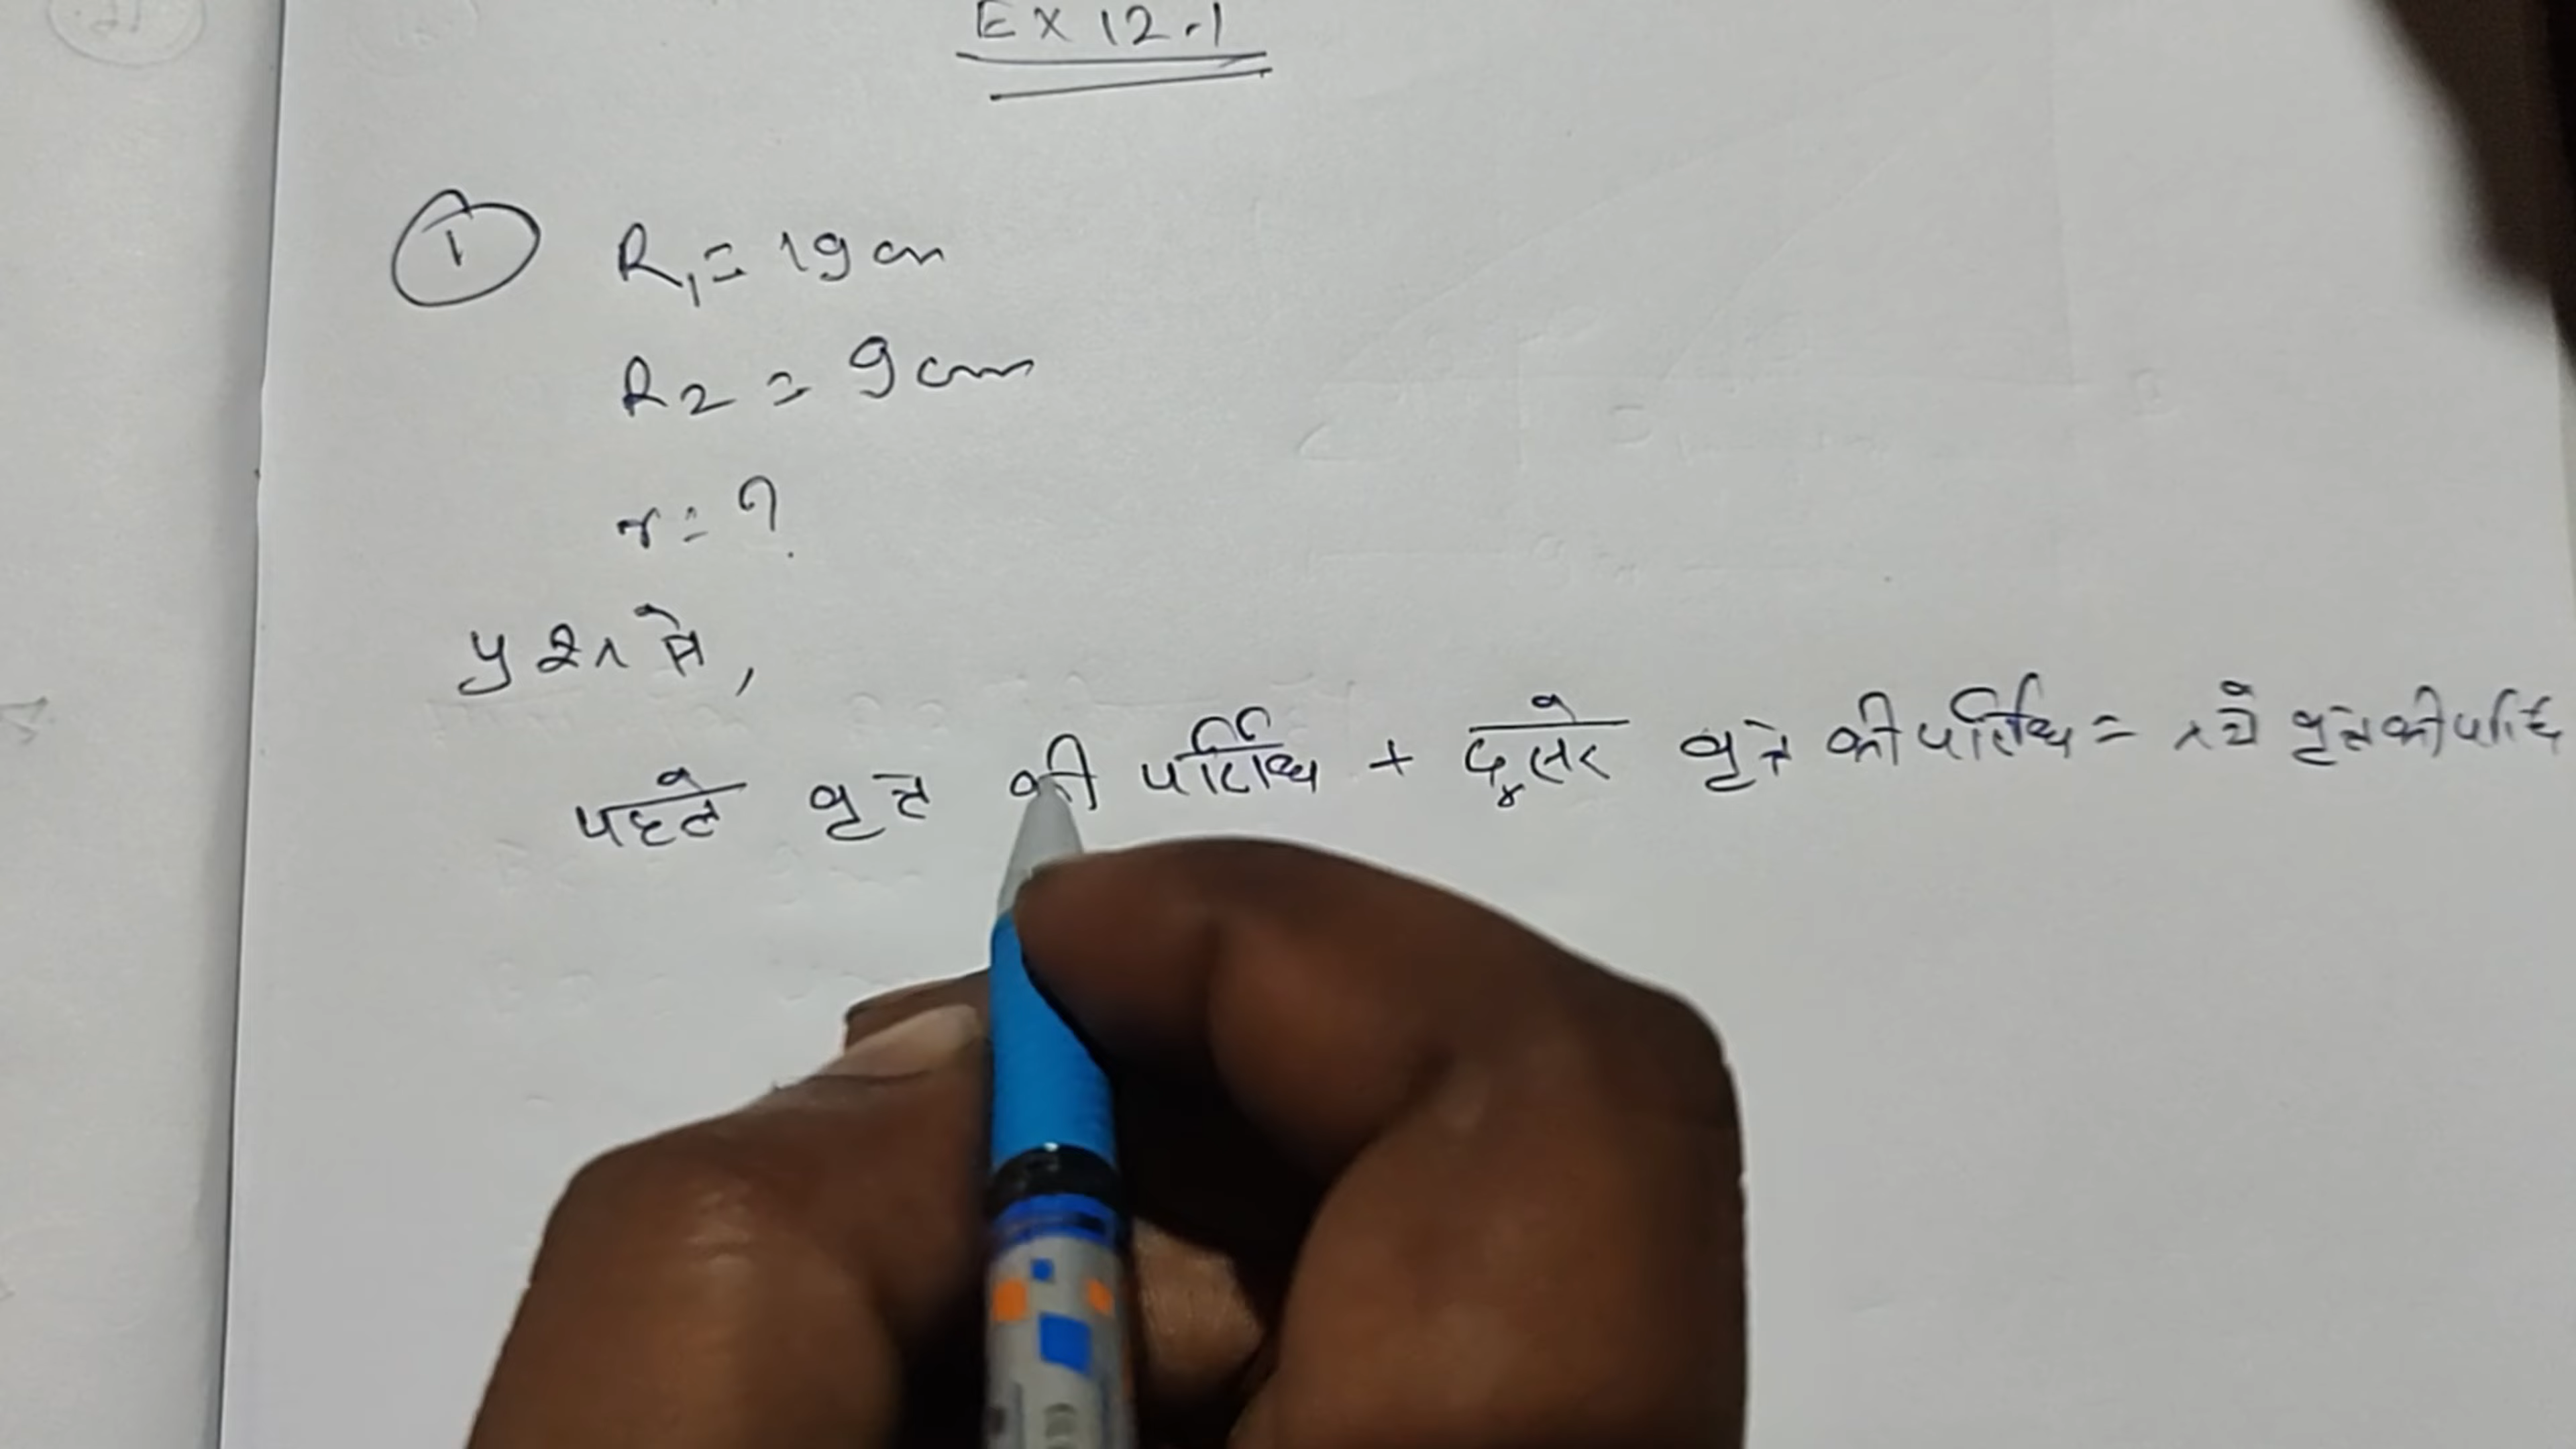 Ex 12.1
① R₁ = 19 cm
R2 = 9 cm
r = ?
प्रश्न से,
पहले वृत्त की परिधि + दूसरे वृत्त की परिधि = नये वृत्त की परिधि